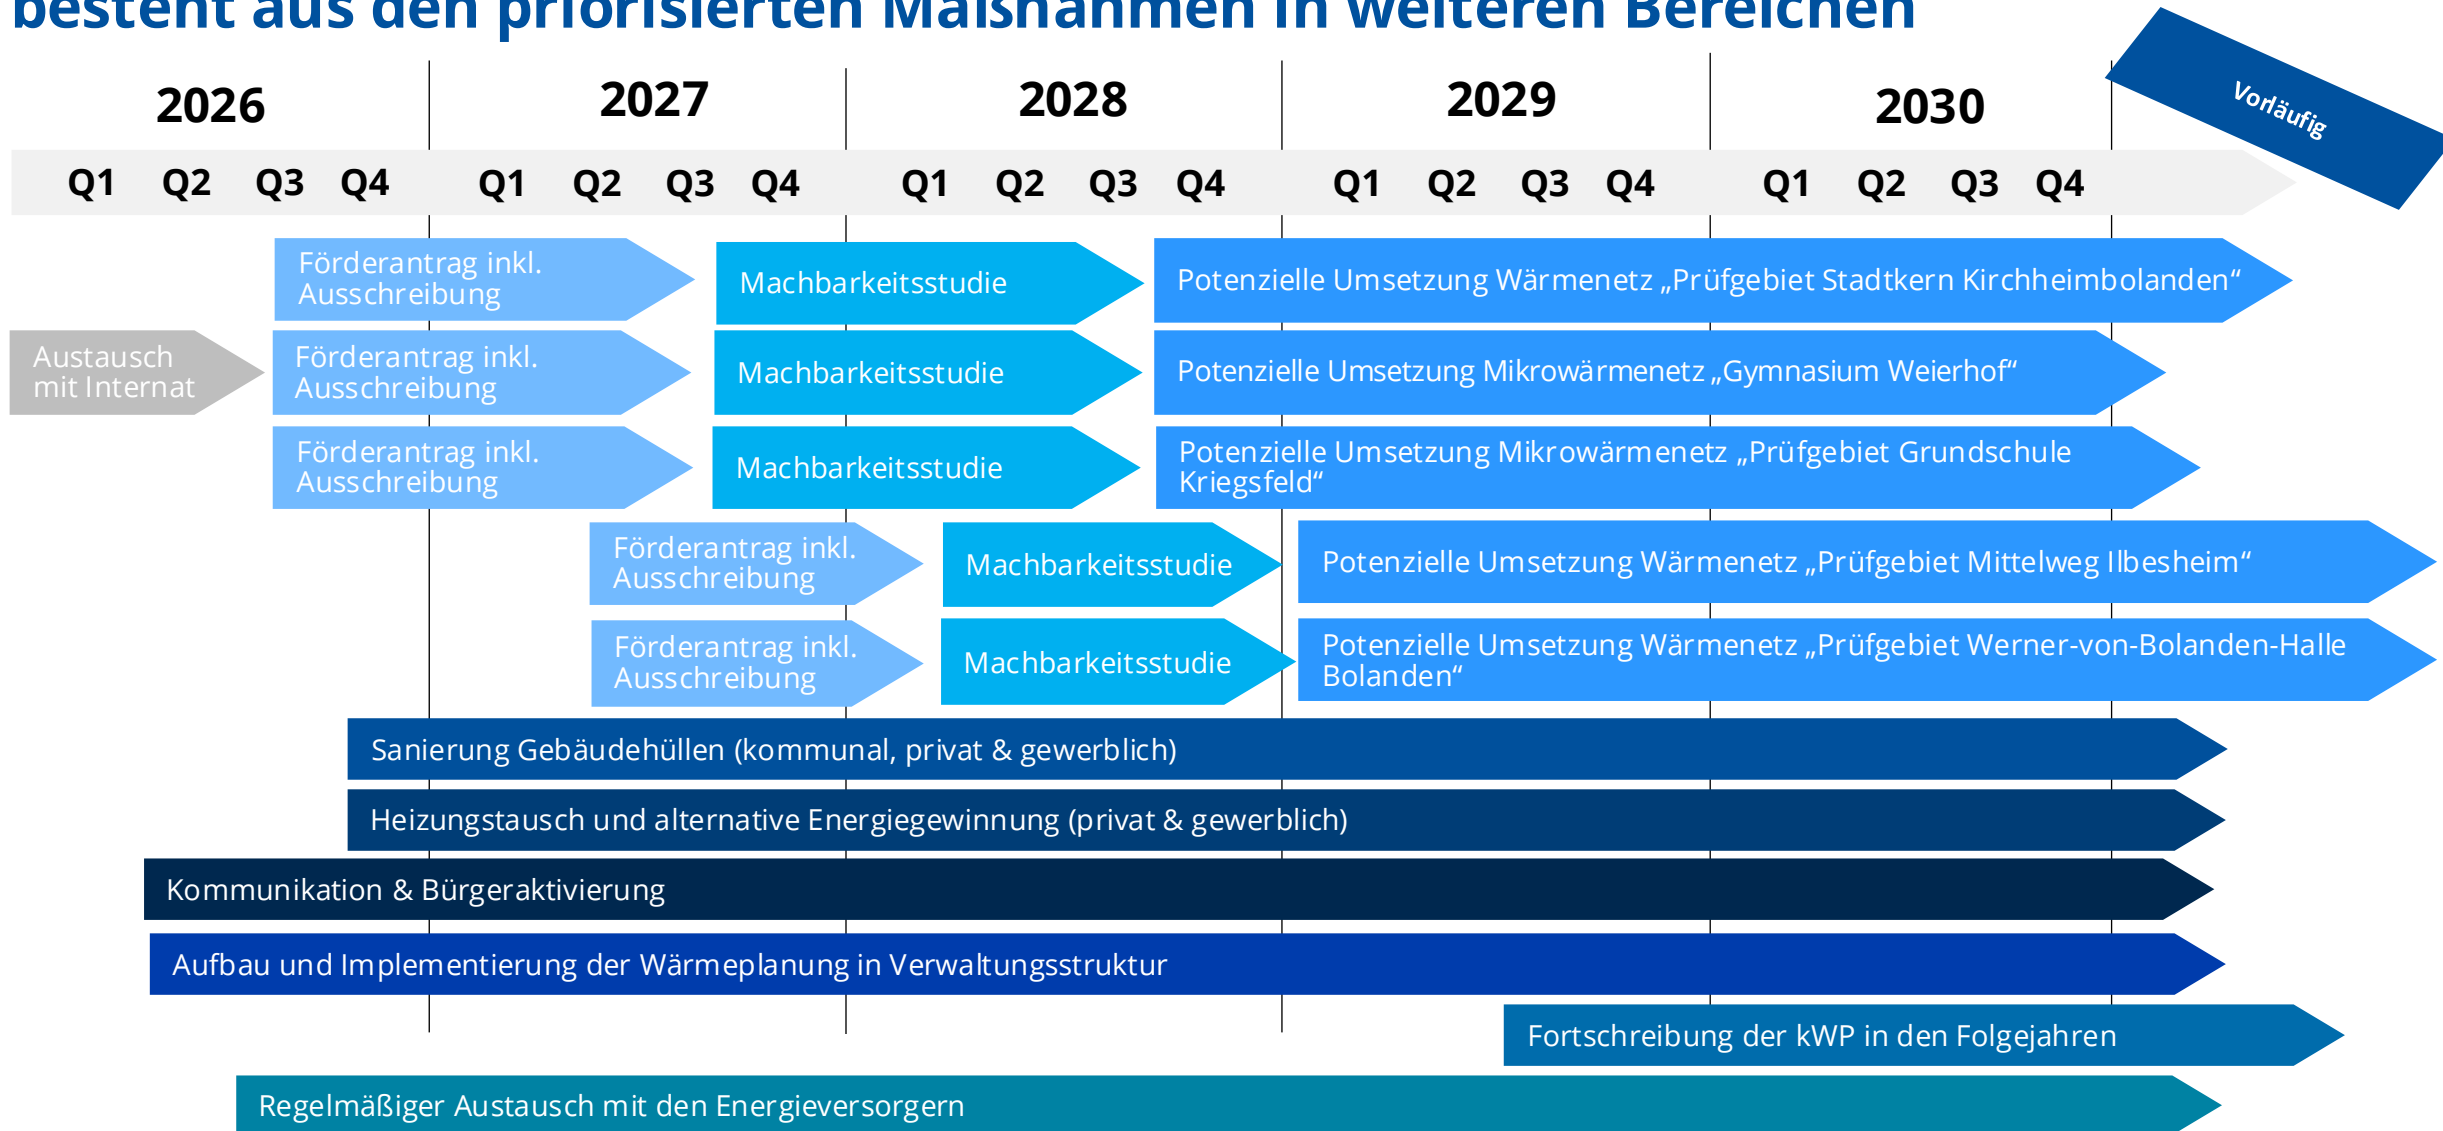 besteht aus den priorisierten Maßnahmen in weiteren Bereichen
2026 2027 2028 2029 2030
Vorläufig
Q1 Q2 Q3 Q4 Q1 Q2 Q3 Q4 Q1 Q2 Q3 Q4 Q1 Q2 Q3 Q4 Q1 Q2 Q3 Q4
Förderantrag inkl.
Ausschreibung
Machbarkeitsstudie
Potenzielle Umsetzung Wärmenetz „Prüfgebiet Stadtkern Kirchheimbolanden“
Austausch
mit Internat
Förderantrag inkl.
Ausschreibung
Machbarkeitsstudie
Potenzielle Umsetzung Mikrowärmenetz „Gymnasium Weierhof“
Förderantrag inkl.
Ausschreibung
Machbarkeitsstudie
Potenzielle Umsetzung Mikrowärmenetz „Prüfgebiet Grundschule
Kriegsfeld“
Förderantrag inkl.
Ausschreibung
Machbarkeitsstudie
Potenzielle Umsetzung Wärmenetz „Prüfgebiet Mittelweg Ilbesheim“
Förderantrag inkl.
Ausschreibung
Machbarkeitsstudie
Potenzielle Umsetzung Wärmenetz „Prüfgebiet Werner-von-Bolanden-Halle
Bolanden“
Sanierung Gebäudehüllen (kommunal, privat & gewerblich)
Heizungstausch und alternative Energiegewinnung (privat & gewerblich)
Kommunikation & Bürgeraktivierung
Aufbau und Implementierung der Wärmeplanung in Verwaltungsstruktur
Fortschreibung der kWP in den Folgejahren
Regelmäßiger Austausch mit den Energieversorgern